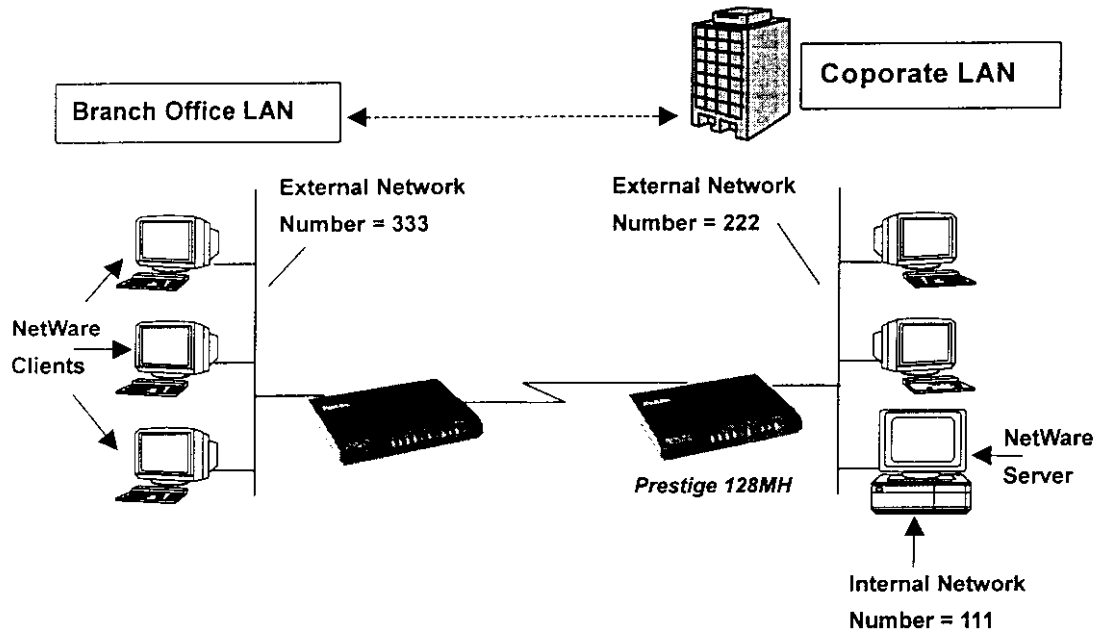 Coporate LAN
Branch Office LAN
External Network
Number = 333
External Network
Number = 222
NetWare
Clients
Prestige 128MH
NetWare
Server
Internal Network
Number = 111